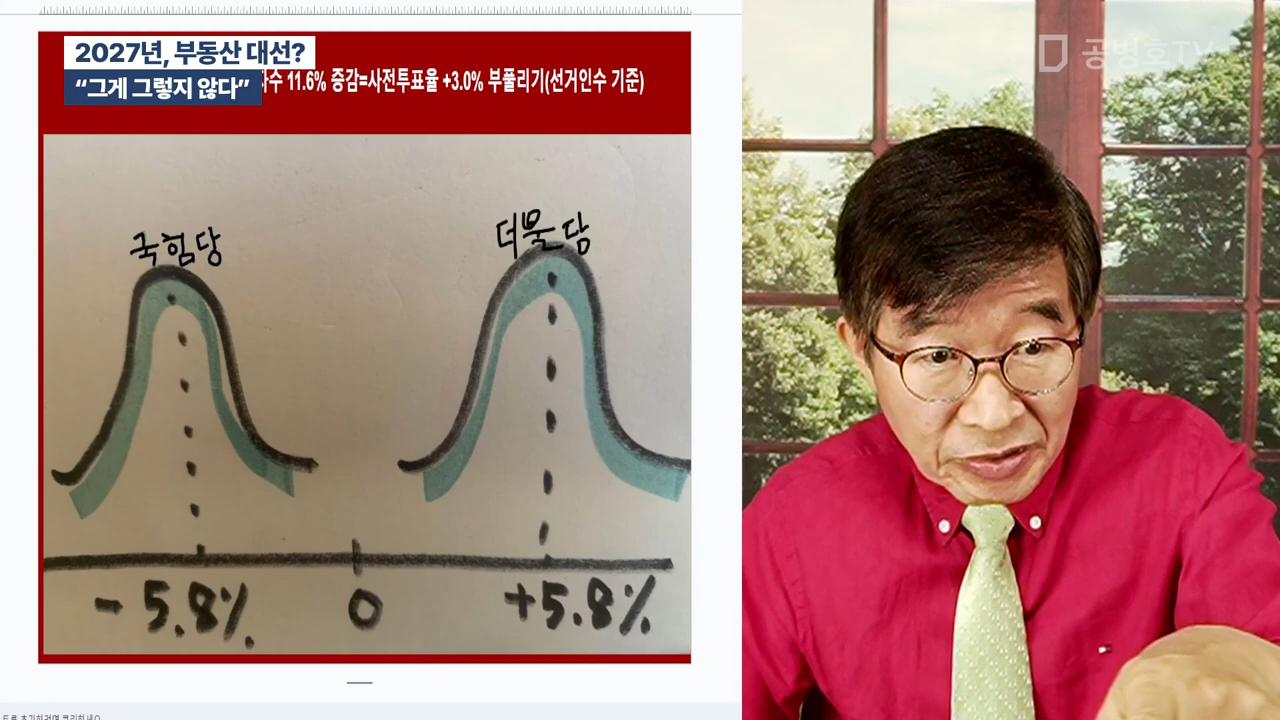 2027년, 부동산 대선?
“그게 그렇지 않다”
수 11.6% 증감=사전투표율 +3.0% 부풀리기(선거인수 기준)
공병호TV
국힘당
더물당
-5.8%
0
+5.8%